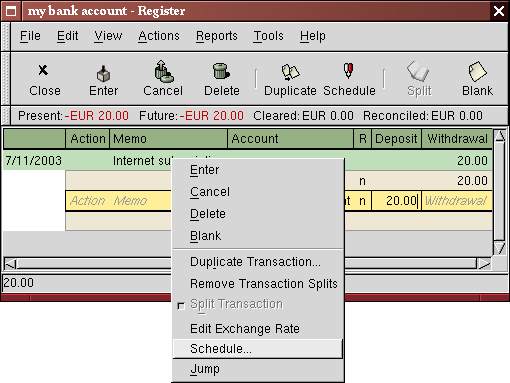 my bank account - Register
File Edit View Actions Reports Tools Help
Close Enter Cancel Delete Duplicate Schedule Split Blank
Present: -EUR 20.00 Future: -EUR 20.00 Cleared: EUR 0.00 Reconciled: EUR 0.00
Action Memo Account R Deposit Withdrawal
7/11/2003 Internet 20.00
n 20.00
Action Memo n 20.00 Withdrawal
Enter
Cancel
Delete
Blank
Duplicate Transaction...
Remove Transaction Splits
Split Transaction
Edit Exchange Rate
Schedule...
Jump
20.00